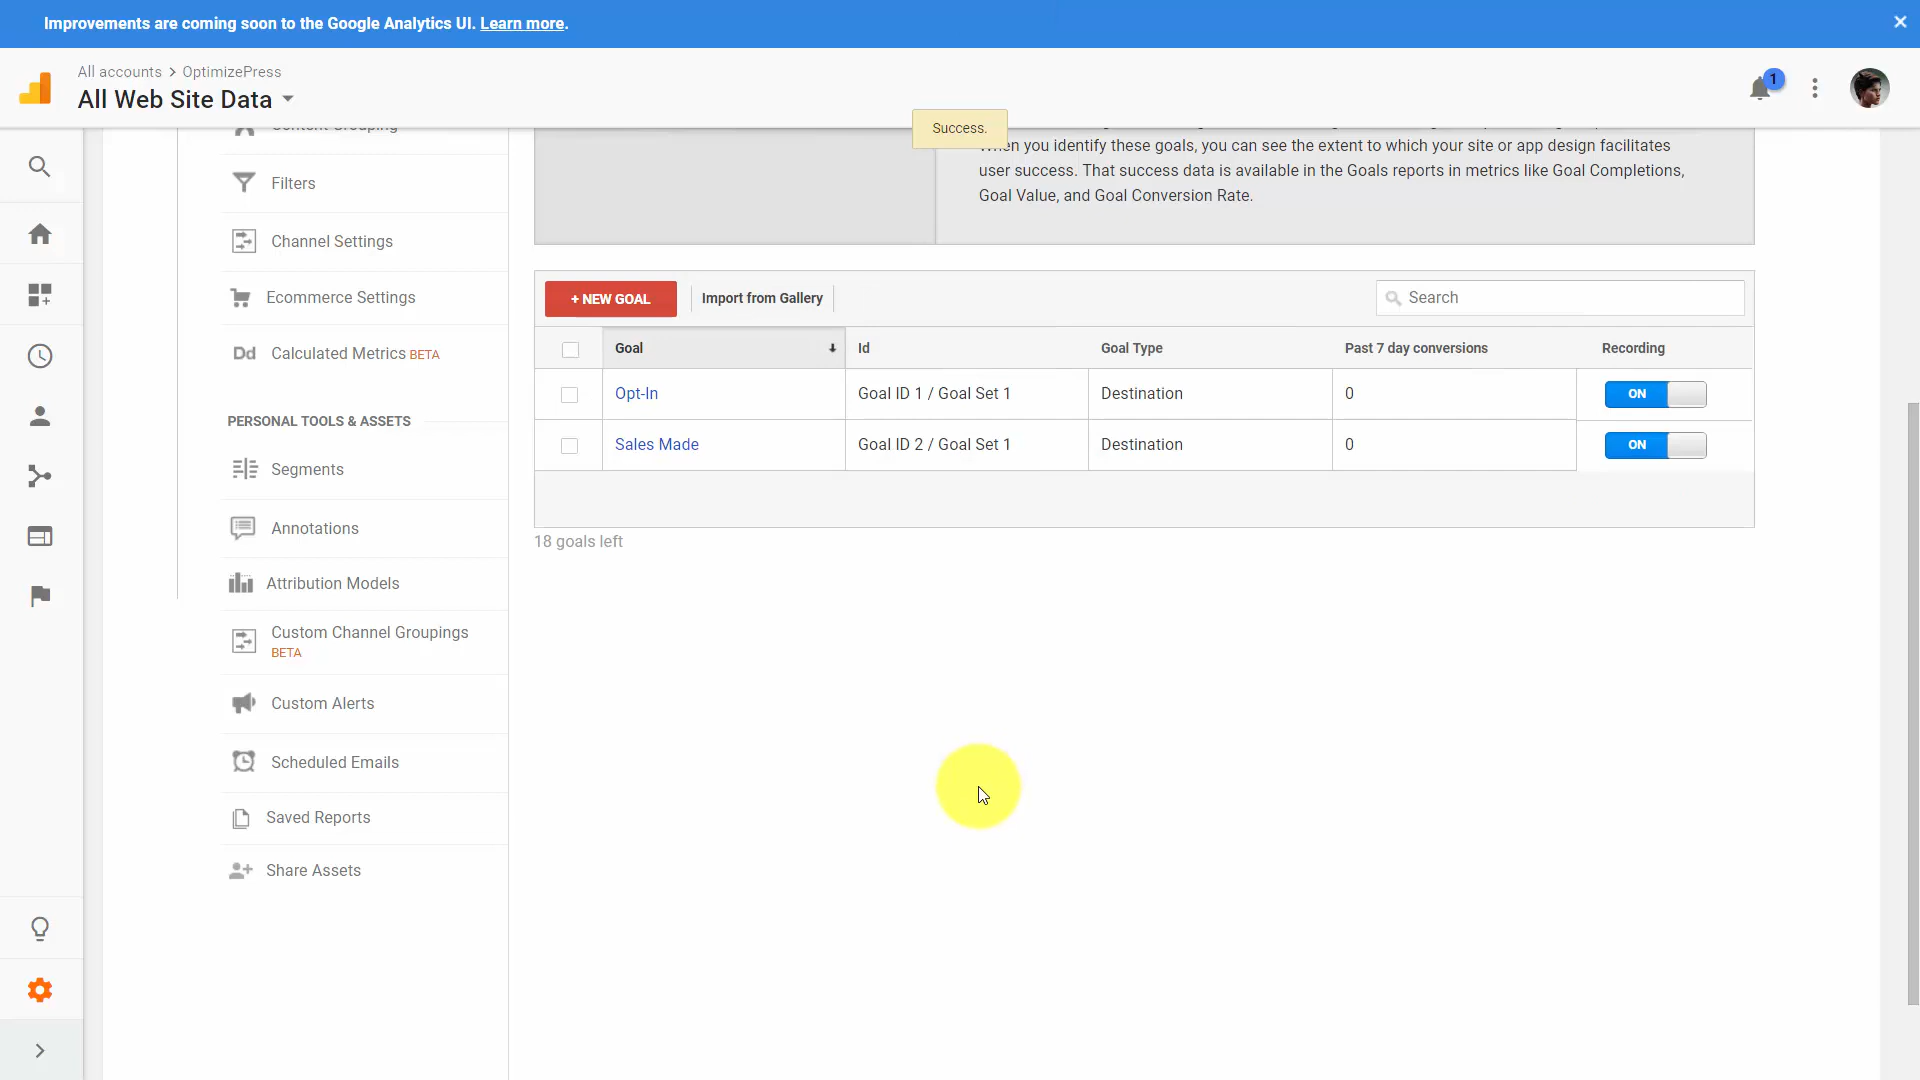 Improvements are coming soon to the Google Analytics UI. Learn more.
All accounts > OptimizePress
All Web Site Data
1
Success.
Content Grouping
Filters
Channel Settings
Ecommerce Settings
Dd Calculated Metrics BETA
PERSONAL TOOLS & ASSETS
Segments
Annotations
Attribution Models
Custom Channel Groupings
BETA
Custom Alerts
Scheduled Emails
Saved Reports
Share Assets
When you identify these goals, you can see the extent to which your site or app design facilitates
user success. That success data is available in the Goals reports in metrics like Goal Completions,
Goal Value, and Goal Conversion Rate.
+ NEW GOAL Import from Gallery Search
Goal Id Goal Type Past 7 day conversions Recording
Opt-In Goal ID 1 / Goal Set 1 Destination 0 ON
Sales Made Goal ID 2 / Goal Set 1 Destination 0 ON
18 goals left